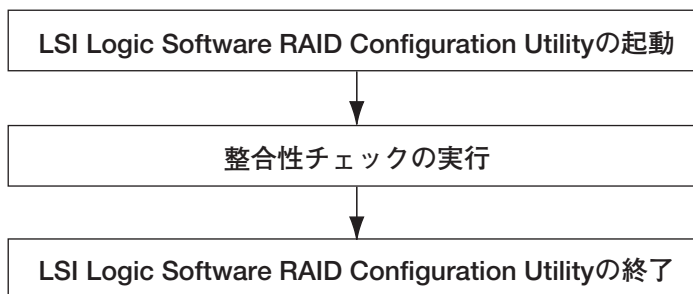 LSI Logic Software RAID Configuration Utilityの起動
整合性チェックの実行
LSI Logic Software RAID Configuration Utilityの終了